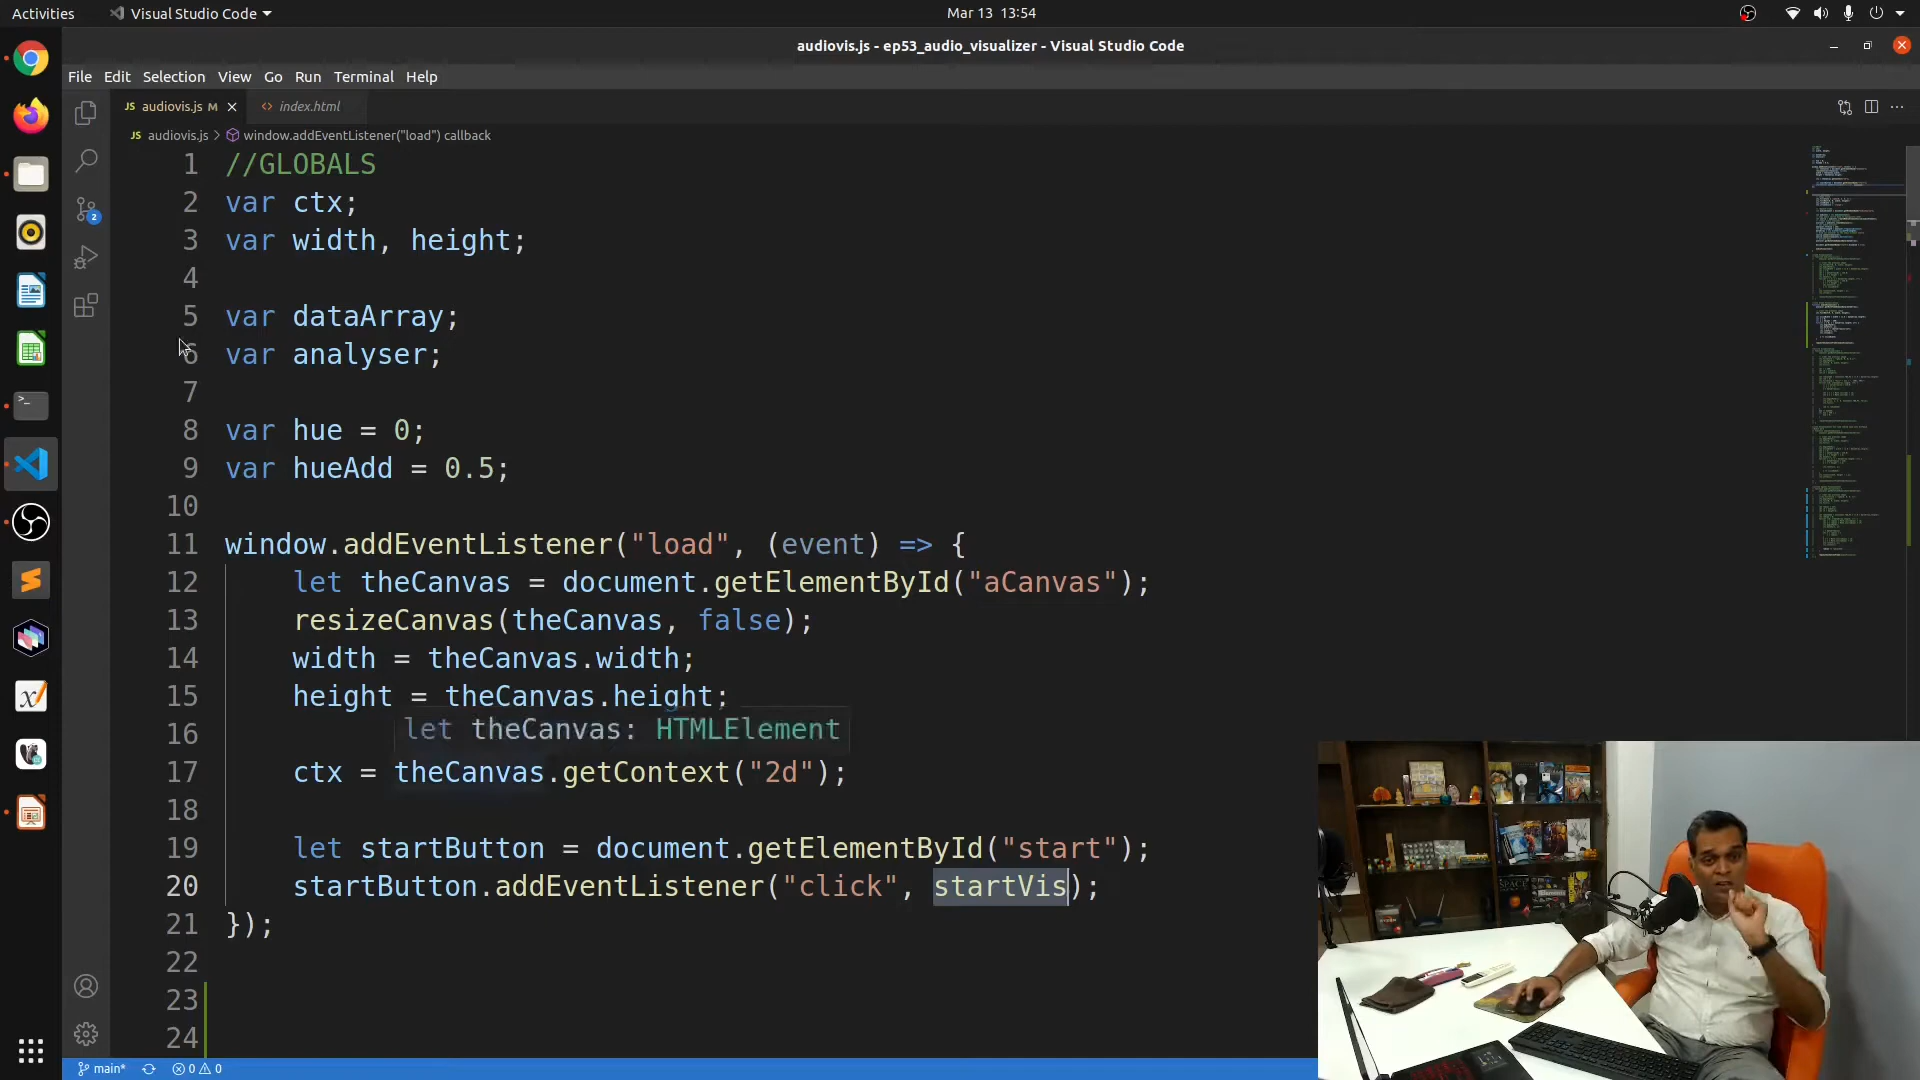 Activities
Visual Studio Code
Mar 13 13:54
audiovis.js - ep53_audio_visualizer - Visual Studio Code
File Edit Selection View Go Run Terminal Help
JS audiovis.js M
<> index.html
JS audiovis.js > window.addEventListener("load") callback
1 //GLOBALS
2 var ctx;
3 var width, height;
4
5 var dataArray;
6 var analyser;
7
8 var hue = 0;
9 var hueAdd = 0.5;
10
11 window.addEventListener("load", (event) => {
12 let theCanvas = document.getElementById("aCanvas");
13 resizeCanvas(theCanvas, false);
14 width = theCanvas.width;
15 height = theCanvas.height;
16
let theCanvas: HTMLElement
17 ctx = theCanvas.getContext("2d");
18
19 let startButton = document.getElementById("start");
20 startButton.addEventListener("click", startVis);
21 });
22
23
24
2
main*
0 0